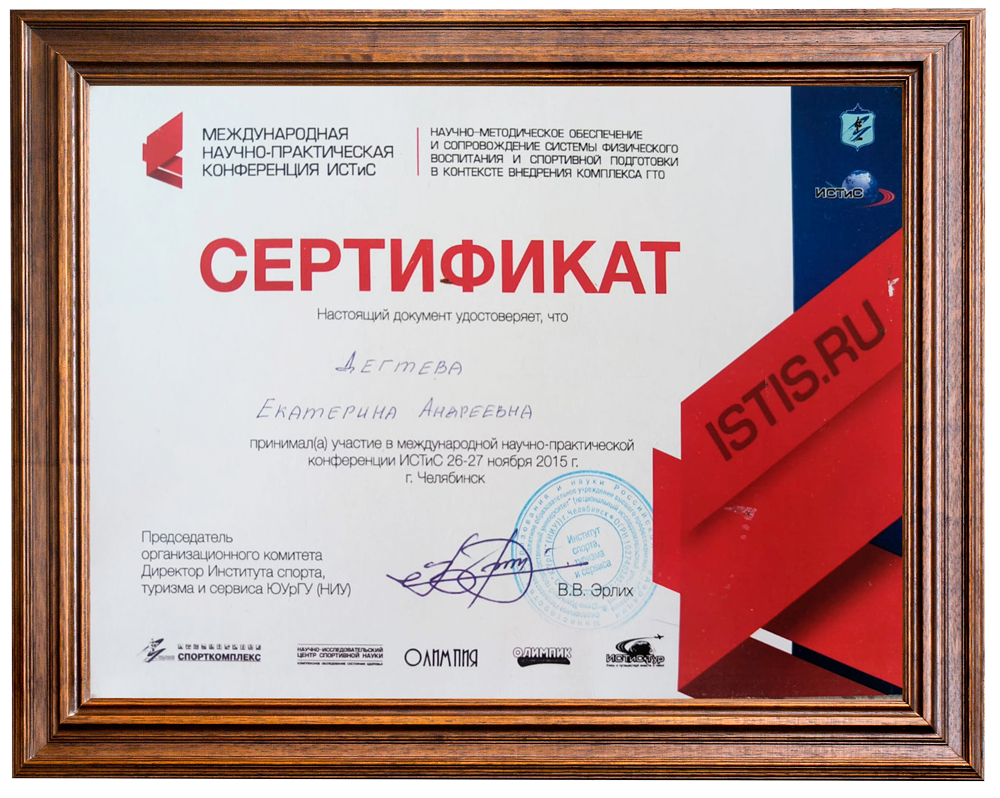 МЕЖДУНАРОДНАЯ
НАУЧНО-ПРАКТИЧЕСКАЯ
КОНФЕРЕНЦИЯ ИСТиС
НАУЧНО-МЕТОДИЧЕСКОЕ ОБЕСПЕЧЕНИЕ
И СОПРОВОЖДЕНИЕ СИСТЕМЫ ФИЗИЧЕСКОГО
ВОСПИТАНИЯ И СПОРТИВНОЙ ПОДГОТОВКИ
В КОНТЕКСТЕ ВНЕДРЕНИЯ КОМПЛЕКСА ГТО
ИСТиС
СЕРТИФИКАТ
Настоящий документ удостоверяет, что
ДЕГТЕВА
ЕКАТЕРИНА АНДРЕЕВНА
принимал(а) участие в международной научно-практической
конференции ИСТиС 26-27 ноября 2015 г.
г. Челябинск
ISTIS.RU
Председатель
организационного комитета
Директор Института спорта,
туризма и сервиса ЮУрГУ (НИУ)
Институт
спорта,
туризма
и сервиса
В.В. Эрлих
СПОРТКОМПЛЕКС
НАУЧНО-ИССЛЕДОВАТЕЛЬСКИЙ
ЦЕНТР СПОРТИВНОЙ НАУКИ
ОЛИМПИЯ
ОЛИМПИК
ИСТИС-ТУР